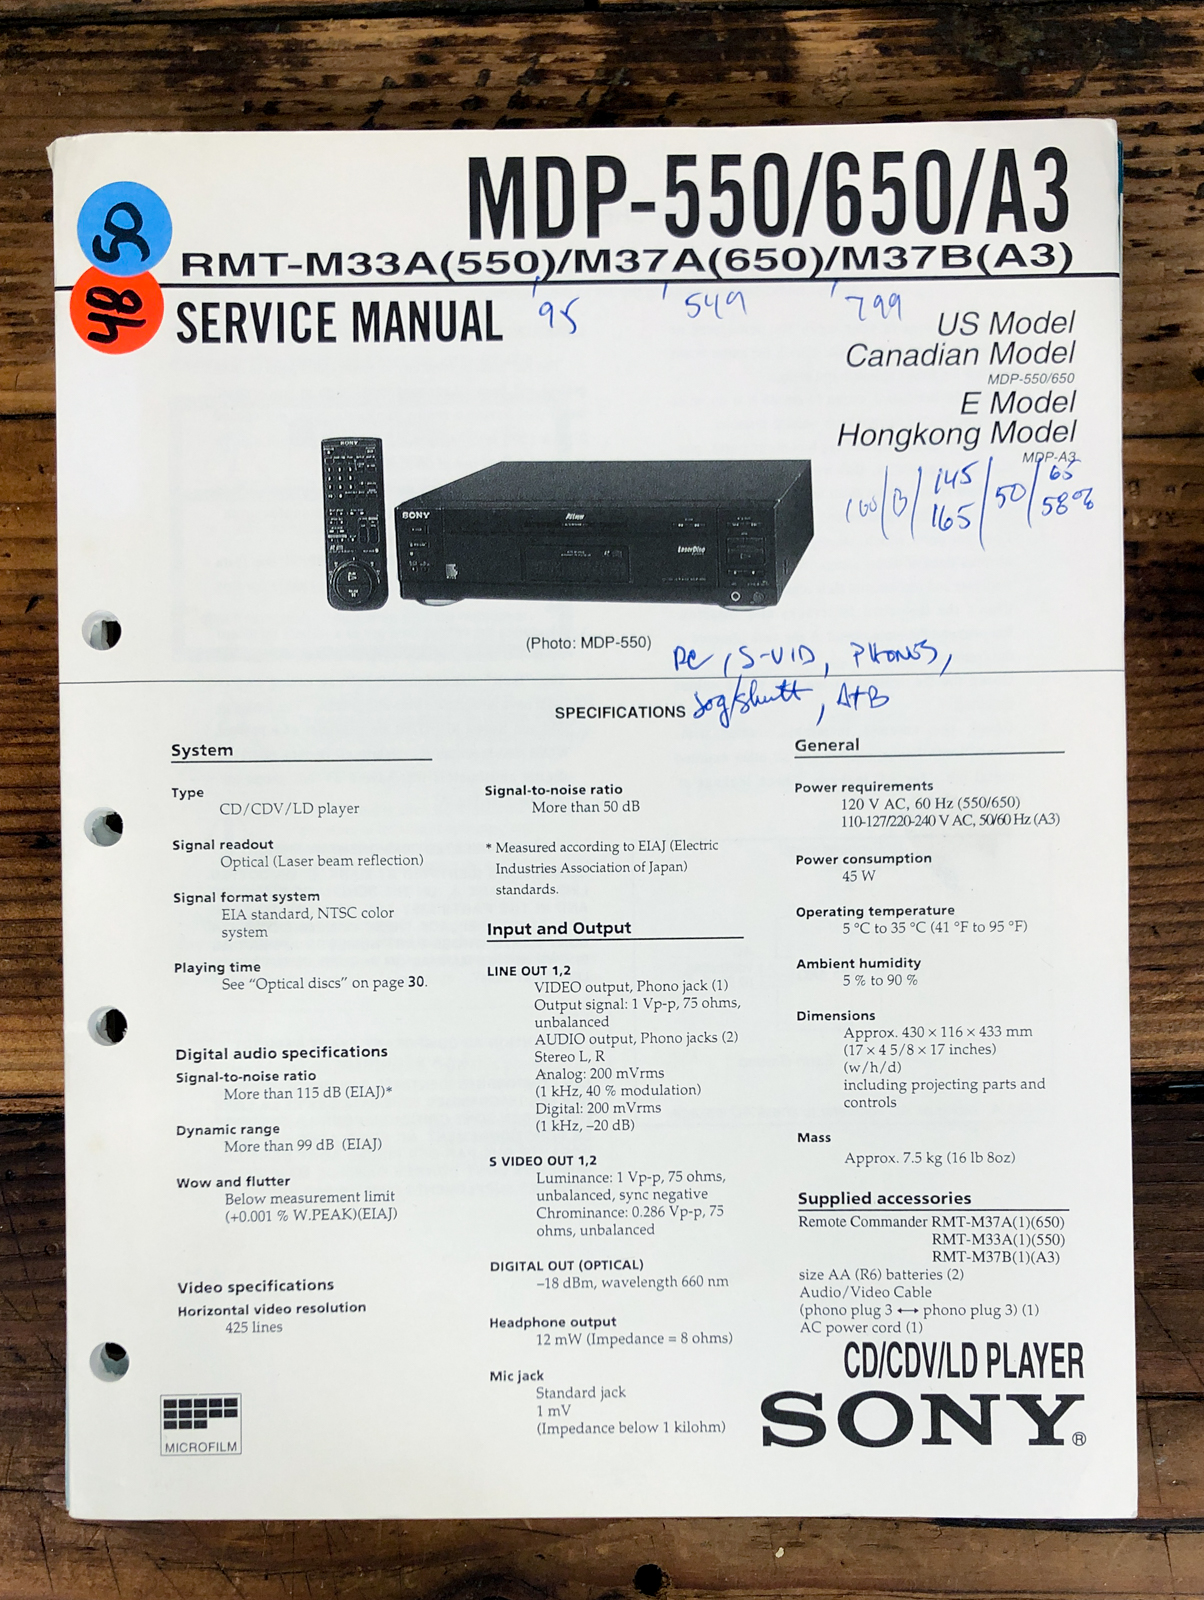 MDP-550/650/A3
RMT-M33A(550)/M37A(650)/M37B(A3)
50
48
SERVICE MANUAL
'95
'549
'799
US Model
Canadian Model
MDP-550/650
E Model
Hongkong Model
MDP-A3
145
165
50
65
58%
SONY
SONY
LaserDisc
(Photo: MDP-550)
, S-VID, PHONES,
Jog/Shutt, A+B
SPECIFICATIONS
System
Type
CD/CDV/LD player
Signal readout
Optical (Laser beam reflection)
Signal format system
EIA standard, NTSC color
system
Playing time
See “Optical discs” on page 30.
Digital audio specifications
Signal-to-noise ratio
More than 115 dB (EIAJ)*
Dynamic range
More than 99 dB (EIAJ)
Wow and flutter
Below measurement limit
(+0.001 % W.PEAK)(EIAJ)
Video specifications
Horizontal video resolution
425 lines
Signal-to-noise ratio
More than 50 dB
* Measured according to EIAJ (Electric
Industries Association of Japan)
standards.
Input and Output
LINE OUT 1,2
VIDEO output, Phono jack (1)
Output signal: 1 Vp-p, 75 ohms,
unbalanced
AUDIO output, Phono jacks (2)
Stereo L, R
Analog: 200 mVrms
(1 kHz, 40 % modulation)
Digital: 200 mVrms
(1 kHz, –20 dB)
S VIDEO OUT 1,2
Luminance: 1 Vp-p, 75 ohms,
unbalanced, sync negative
Chrominance: 0.286 Vp-p, 75
ohms, unbalanced
DIGITAL OUT (OPTICAL)
–18 dBm, wavelength 660 nm
Headphone output
12 mW (Impedance = 8 ohms)
Mic jack
Standard jack
1 mV
(Impedance below 1 kilohm)
General
Power requirements
120 V AC, 60 Hz (550/650)
110-127/220-240 V AC, 50/60 Hz (A3)
Power consumption
45 W
Operating temperature
5 °C to 35 °C (41 °F to 95 °F)
Ambient humidity
5 % to 90 %
Dimensions
Approx. 430 × 116 × 433 mm
(17 × 4 5/8 × 17 inches)
(w/h/d)
including projecting parts and
controls
Mass
Approx. 7.5 kg (16 lb 8oz)
Supplied accessories
Remote Commander RMT-M37A(1)(650)
RMT-M33A(1)(550)
RMT-M37B(1)(A3)
size AA (R6) batteries (2)
Audio/Video Cable
(phono plug 3 ↔ phono plug 3) (1)
AC power cord (1)
CD/CDV/LD PLAYER
SONY®
MICROFILM